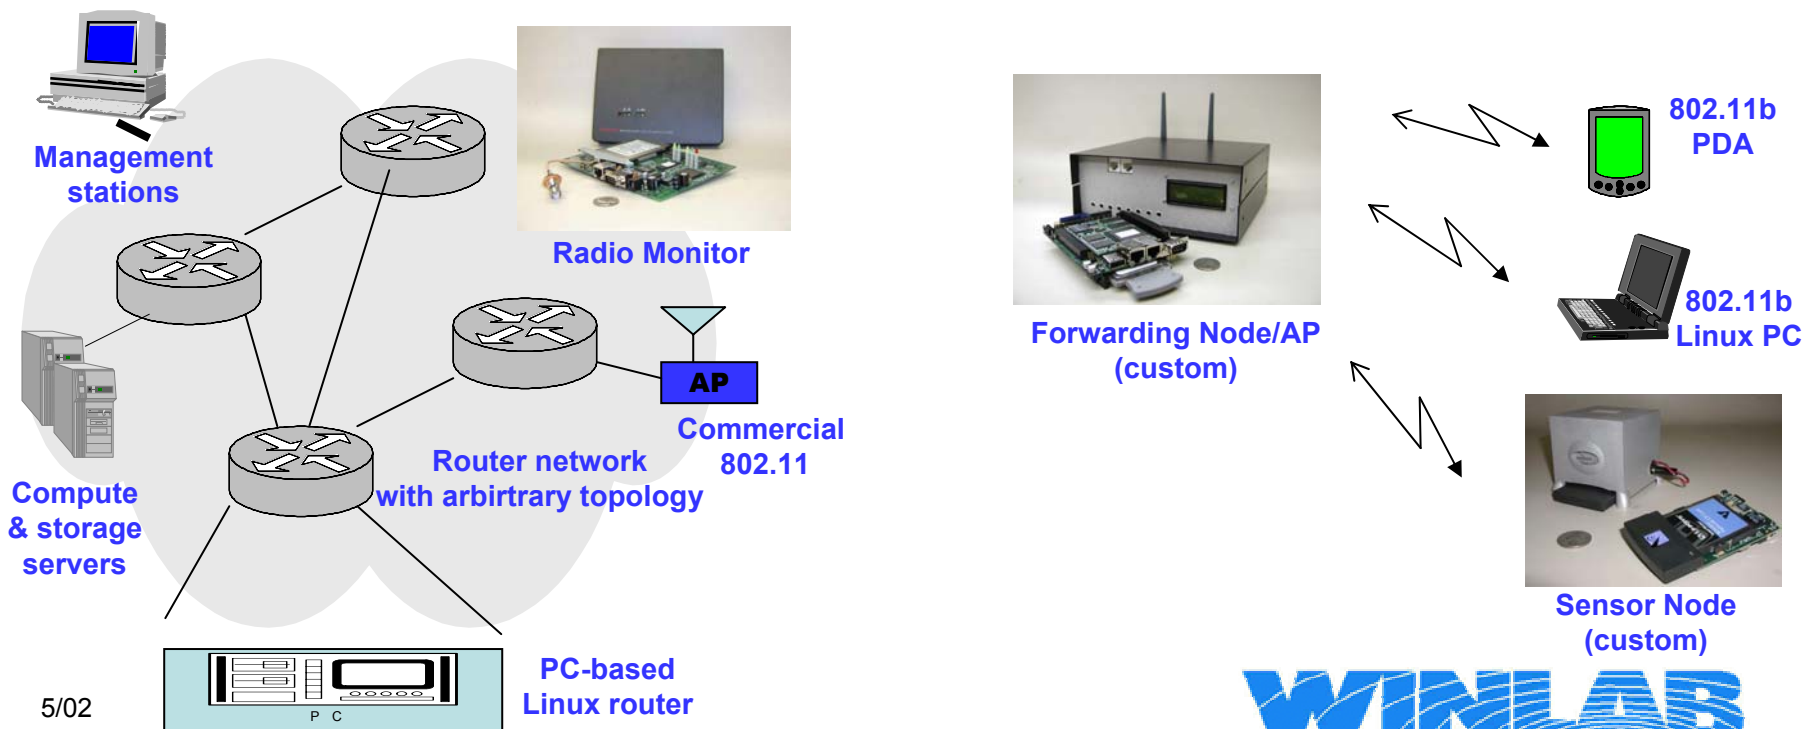 Management
stations
Radio Monitor
802.11b
PDA
802.11b
Linux PC
Forwarding Node/AP
(custom)
AP
Commercial
802.11
Router network
with arbirtrary topology
Compute
& storage
servers
Sensor Node
(custom)
PC-based
Linux router
P C
5/02
WINLAB